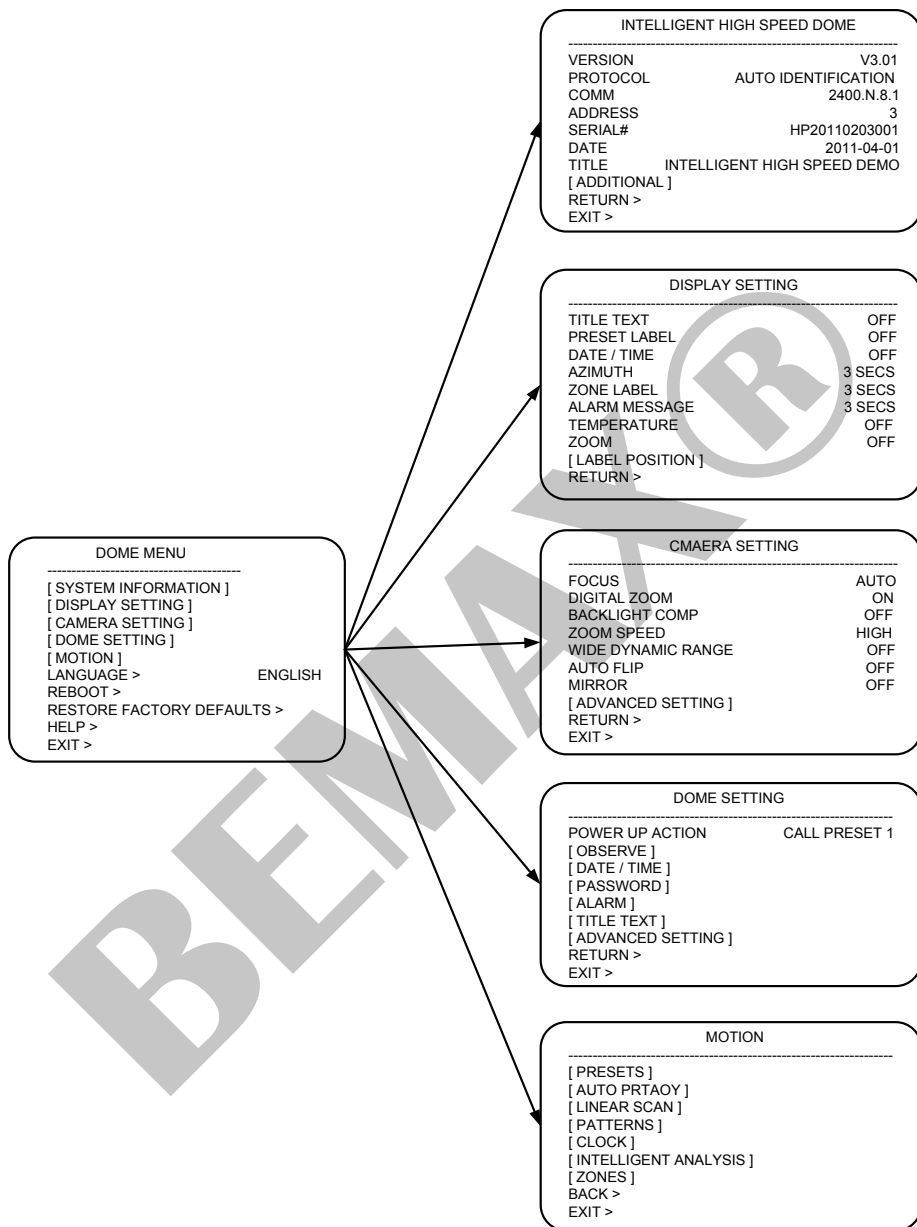 INTELLIGENT HIGH SPEED DOME
VERSION V3.01
PROTOCOL AUTO IDENTIFICATION
COMM 2400.N.8.1
ADDRESS 3
SERIAL# HP20110203001
DATE 2011-04-01
TITLE INTELLIGENT HIGH SPEED DEMO
[ ADDITIONAL ]
RETURN >
EXIT >
DISPLAY SETTING
TITLE TEXT OFF
PRESET LABEL OFF
DATE / TIME OFF
AZIMUTH 3 SECS
ZONE LABEL 3 SECS
ALARM MESSAGE 3 SECS
TEMPERATURE OFF
ZOOM OFF
[ LABEL POSITION ]
RETURN >
DOME MENU
[ SYSTEM INFORMATION ]
[ DISPLAY SETTING ]
[ CAMERA SETTING ]
[ DOME SETTING ]
[ MOTION ]
LANGUAGE > ENGLISH
REBOOT >
RESTORE FACTORY DEFAULTS >
HELP >
EXIT >
CMAERA SETTING
FOCUS AUTO
DIGITAL ZOOM ON
BACKLIGHT COMP OFF
ZOOM SPEED HIGH
WIDE DYNAMIC RANGE OFF
AUTO FLIP OFF
MIRROR OFF
[ ADVANCED SETTING ]
RETURN >
EXIT >
DOME SETTING
POWER UP ACTION CALL PRESET 1
[ OBSERVE ]
[ DATE / TIME ]
[ PASSWORD ]
[ ALARM ]
[ TITLE TEXT ]
[ ADVANCED SETTING ]
RETURN >
EXIT >
MOTION
[ PRESETS ]
[ AUTO PRTAOY ]
[ LINEAR SCAN ]
[ PATTERNS ]
[ CLOCK ]
[ INTELLIGENT ANALYSIS ]
[ ZONES ]
BACK >
EXIT >
BEMAX®